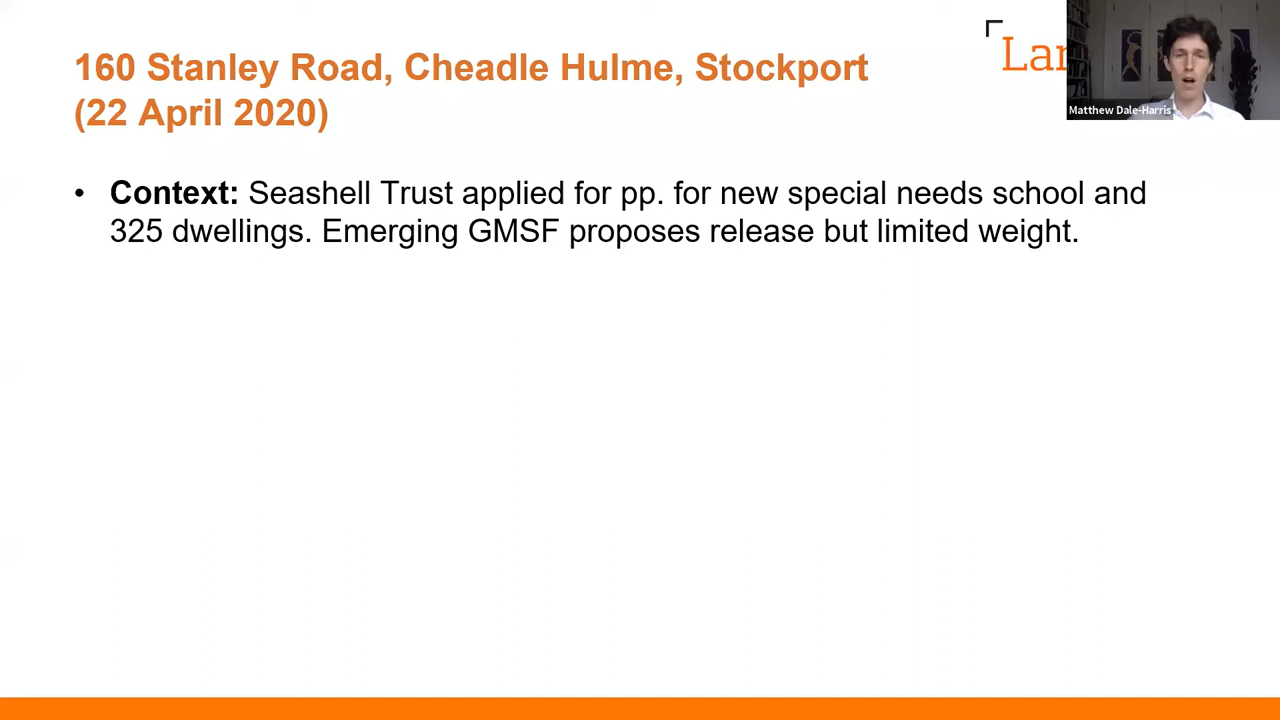 160 Stanley Road, Cheadle Hulme, Stockport
(22 April 2020)
Lan
Matthew Dale-Harris
• Context: Seashell Trust applied for pp. for new special needs school and
325 dwellings. Emerging GMSF proposes release but limited weight.